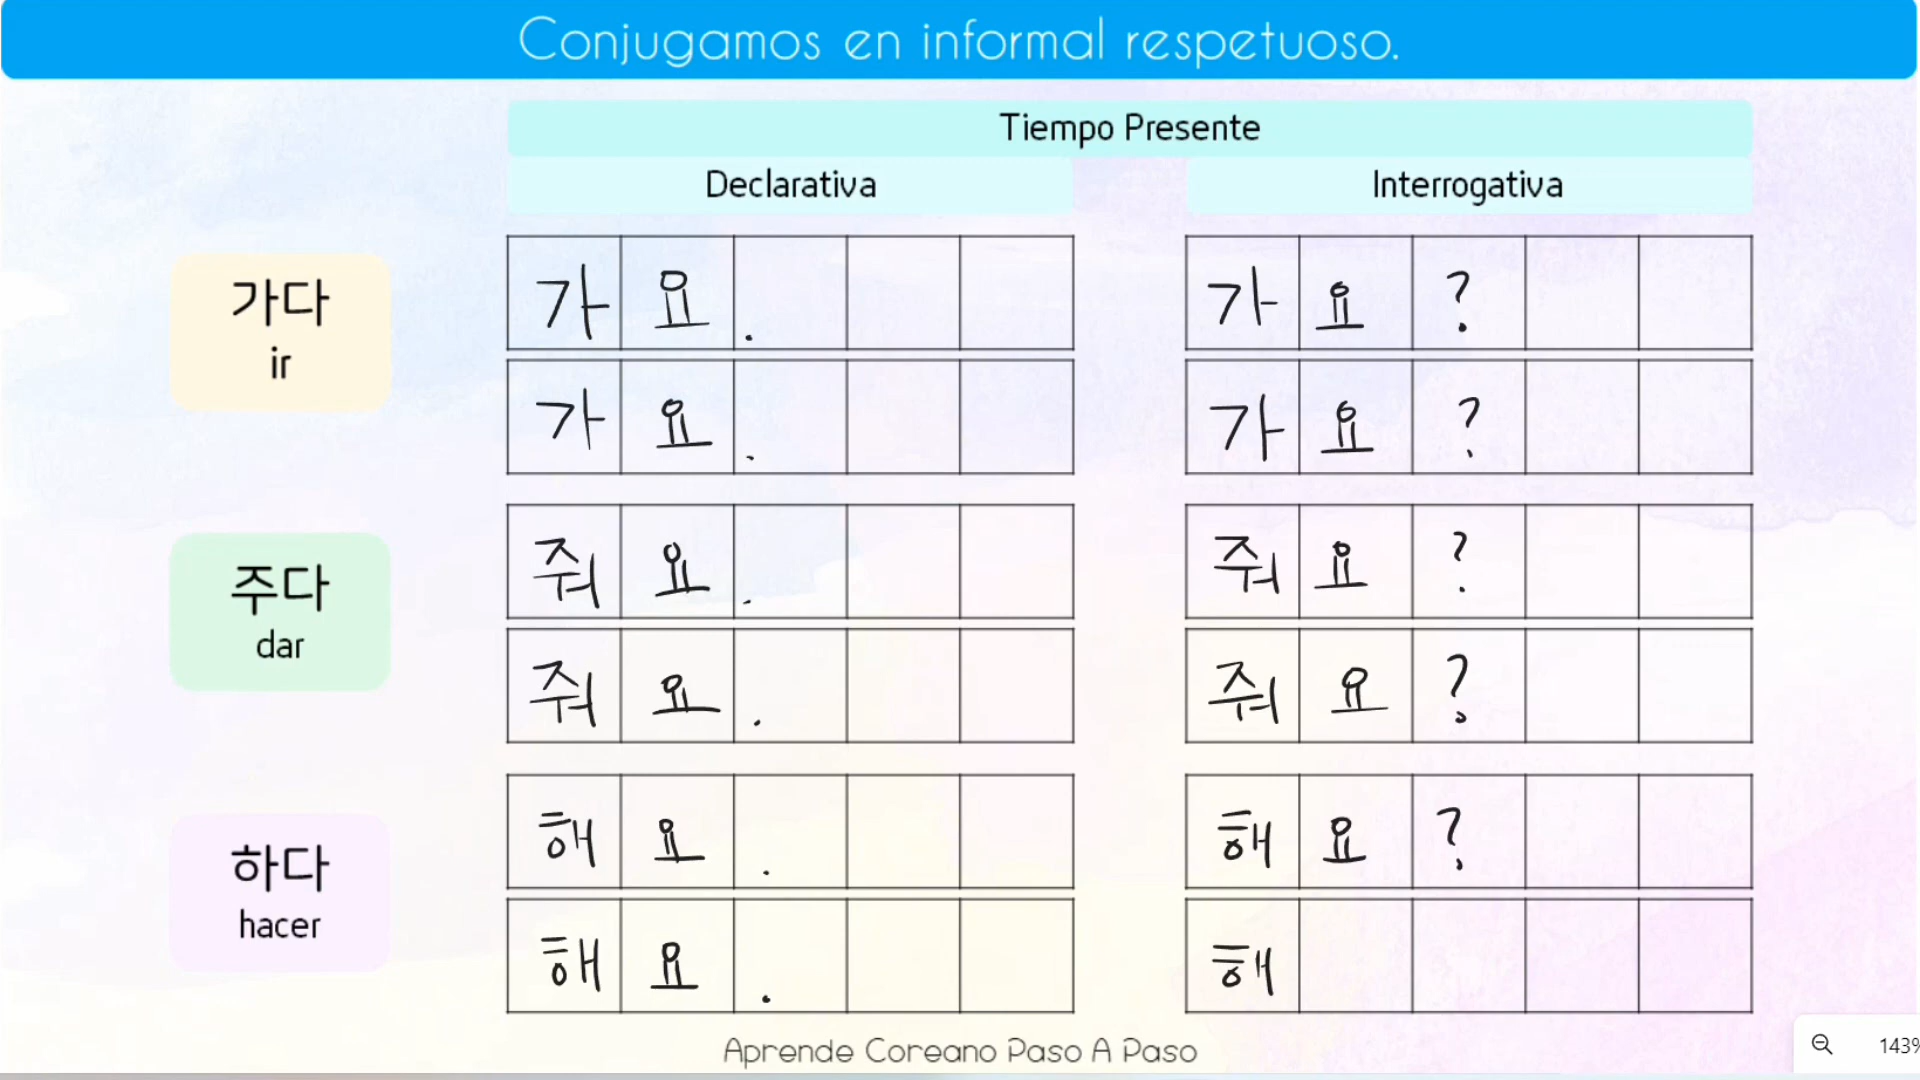 Conjugamos en informal respetuoso.
Tiempo Presente
Declarativa Interrogativa
가다
ir
가요. 가요?
가요. 가요?
주다
dar
줘요. 줘요?
줘요. 줘요?
하다
hacer
해요. 해요?
해요. 해
Aprende Coreano Paso A Paso
143%